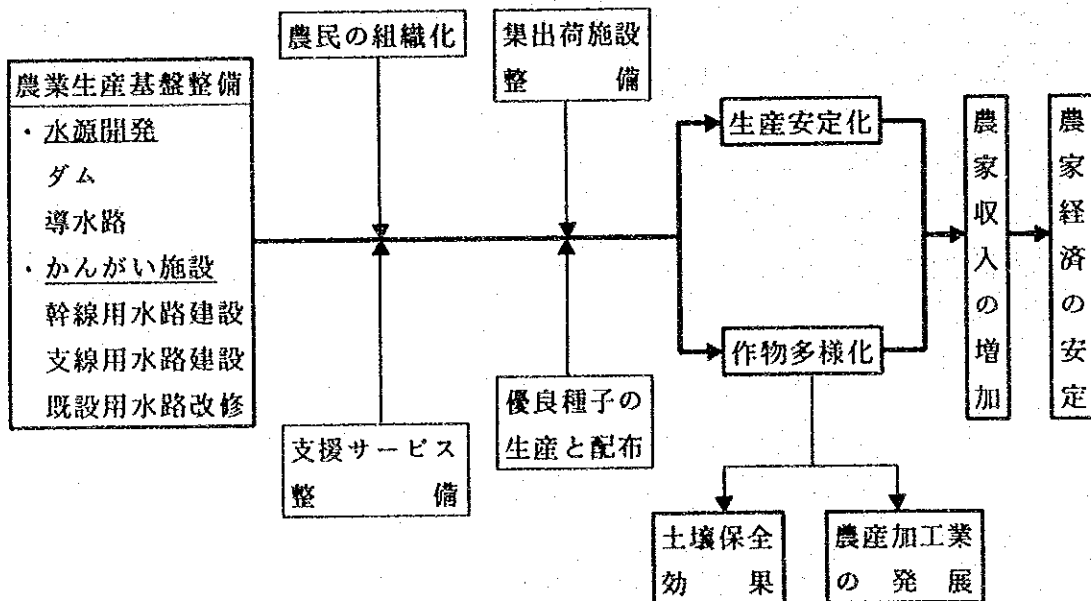 農民の組織化
集出荷施設
整備
農業生産基盤整備
・水源開発
ダム
導水路
・かんがい施設
幹線用水路建設
支線用水路建設
既設用水路改修
支援サービス
整備
優良種子の
生産と配布
生産安定化
作物多様化
土壌保全
効果
農産加工業
の発展
農家収入の増加
農家経済の安定